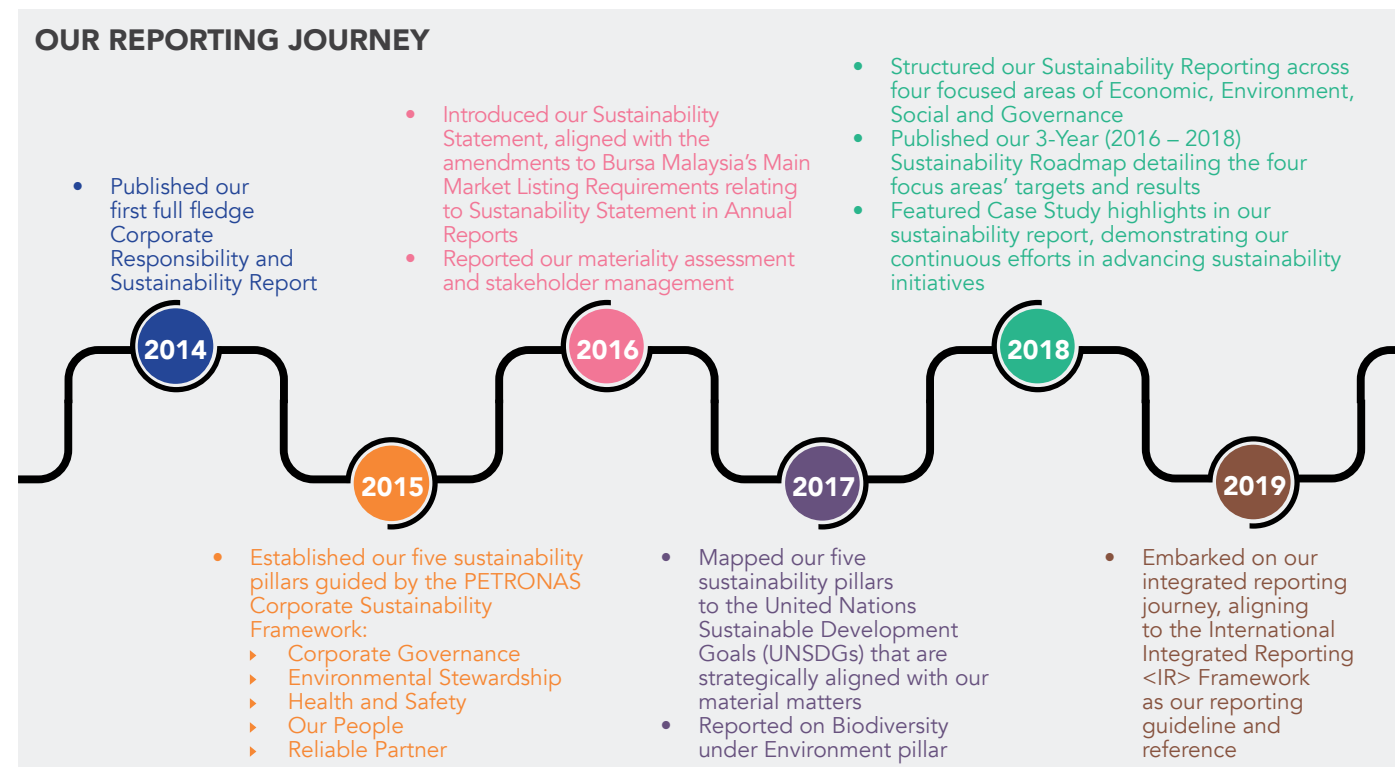 OUR REPORTING JOURNEY
• Published our
first full fledge
Corporate
Responsibility and
Sustainability Report
2014
• Established our five sustainability
pillars guided by the PETRONAS
Corporate Sustainability
Framework:
▸ Corporate Governance
▸ Environmental Stewardship
▸ Health and Safety
▸ Our People
▸ Reliable Partner
2015
• Introduced our Sustainability
Statement, aligned with the
amendments to Bursa Malaysia’s Main
Market Listing Requirements relating
to Sustanability Statement in Annual
Reports
• Reported our materiality assessment
and stakeholder management
2016
• Mapped our five
sustainability pillars
to the United Nations
Sustainable Development
Goals (UNSDGs) that are
strategically aligned with our
material matters
• Reported on Biodiversity
under Environment pillar
2017
• Structured our Sustainability Reporting across
four focused areas of Economic, Environment,
Social and Governance
• Published our 3-Year (2016 – 2018)
Sustainability Roadmap detailing the four
focus areas’ targets and results
• Featured Case Study highlights in our
sustainability report, demonstrating our
continuous efforts in advancing sustainability
initiatives
2018
• Embarked on our
integrated reporting
journey, aligning
to the International
Integrated Reporting
<IR> Framework
as our reporting
guideline and
reference
2019